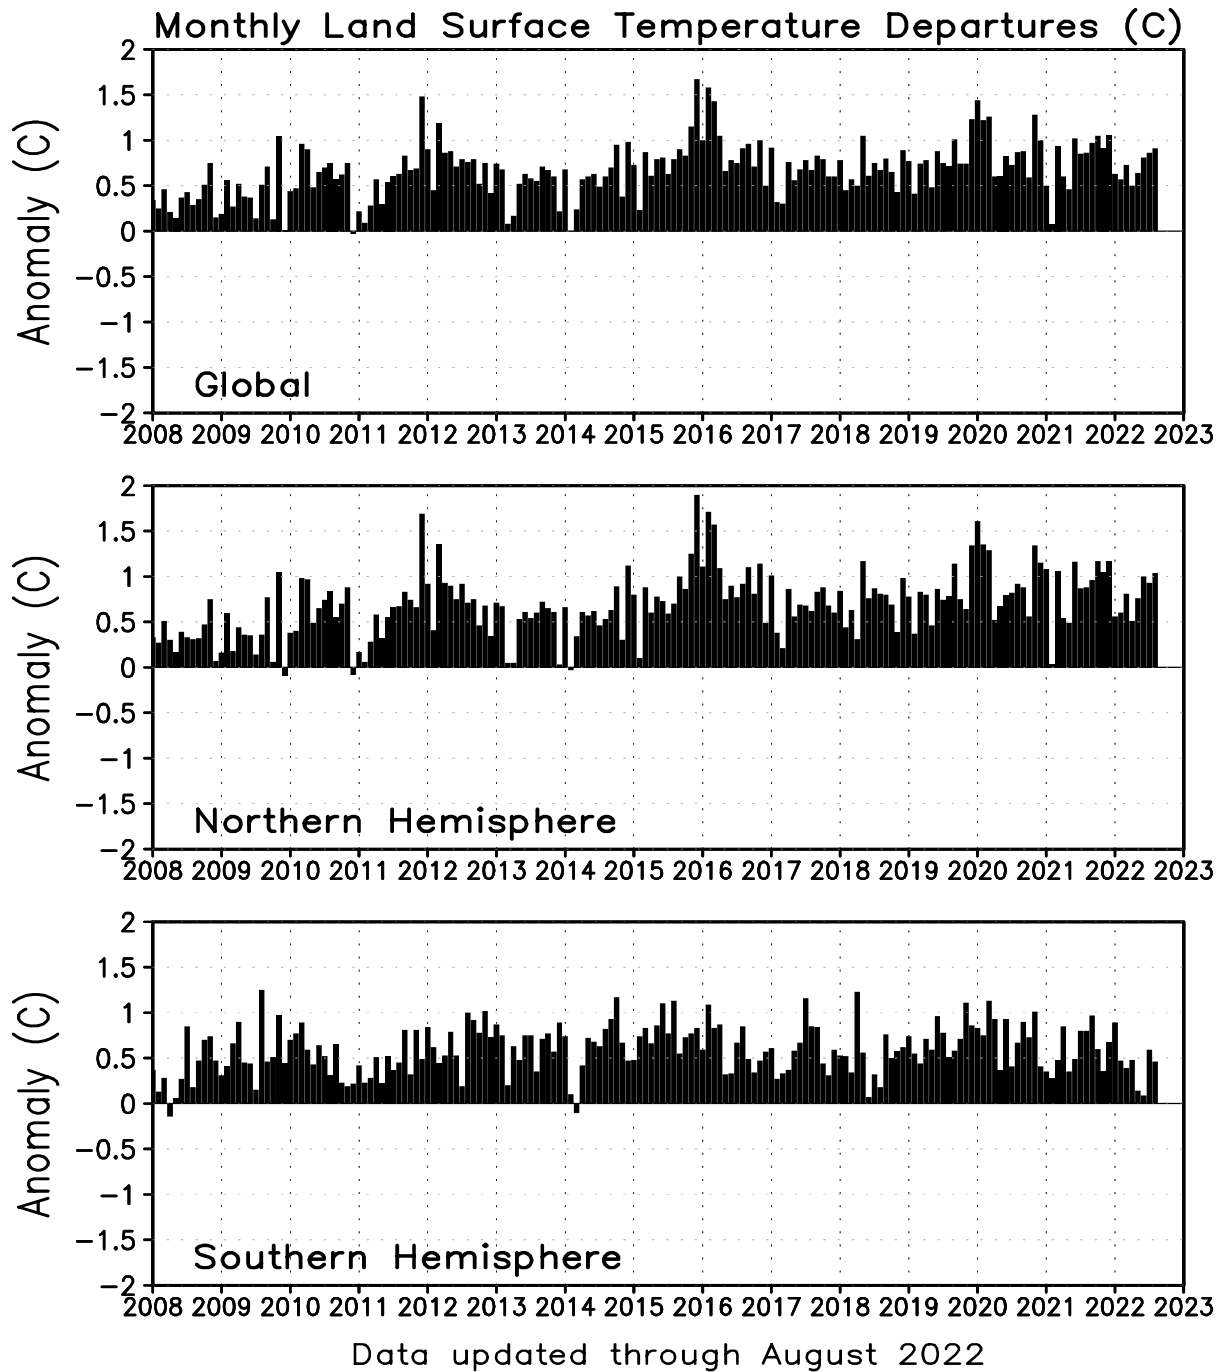 Monthly Land Surface Temperature Departures (C)
2
1.5
1
0.5
0
-0.5
-1
-1.5
-2
Anomaly (C)
Global
2008 2009 2010 2011 2012 2013 2014 2015 2016 2017 2018 2019 2020 2021 2022 2023
2
1.5
1
0.5
0
-0.5
-1
-1.5
-2
Anomaly (C)
Northern Hemisphere
2008 2009 2010 2011 2012 2013 2014 2015 2016 2017 2018 2019 2020 2021 2022 2023
2
1.5
1
0.5
0
-0.5
-1
-1.5
-2
Anomaly (C)
Southern Hemisphere
2008 2009 2010 2011 2012 2013 2014 2015 2016 2017 2018 2019 2020 2021 2022 2023
Data updated through August 2022